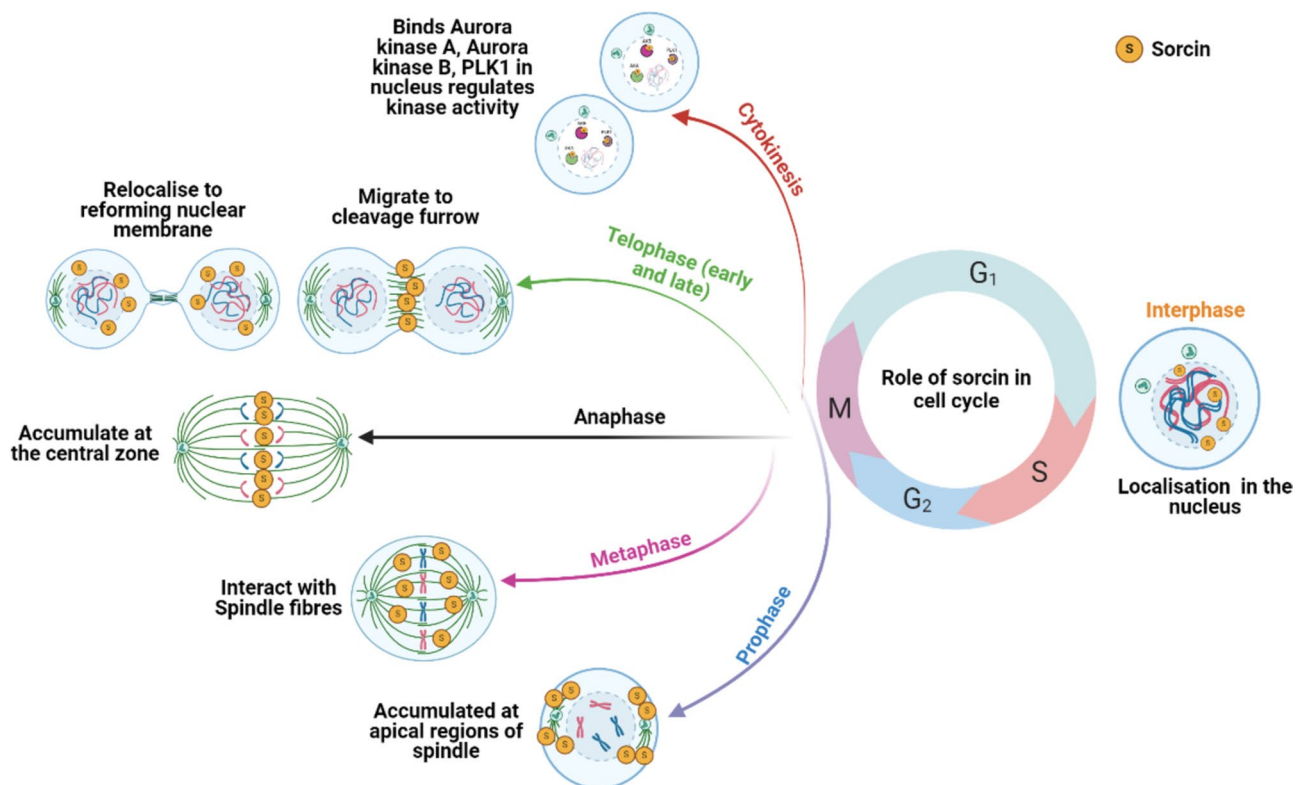 Binds Aurora
kinase A, Aurora
kinase B, PLK1 in
nucleus regulates
kinase activity
S Sorcin
Cytokinesis
Relocalise to
reforming nuclear
membrane
Migrate to
cleavage furrow
Telophase (early
and late)
G₁
Interphase
Role of sorcin in
cell cycle
M
S
G₂
Localisation in the
nucleus
Accumulate at
the central zone
Anaphase
Metaphase
Interact with
Spindle fibres
Prophase
Accumulated at
apical regions of
spindle